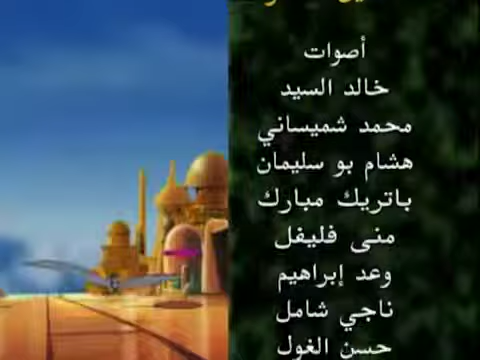 أصوات
خالد السيد
محمد شميساني
هشام بو سليمان
باتريك مبارك
منى فليفل
وعد إبراهيم
ناجي شامل
حسن الغول